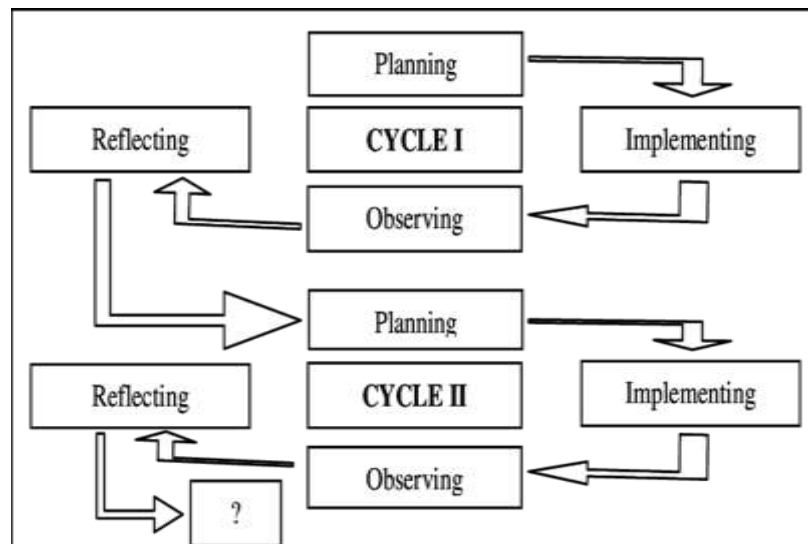 Planning
Reflecting
CYCLE I
Implementing
Observing
Planning
Reflecting
CYCLE II
Implementing
Observing
?